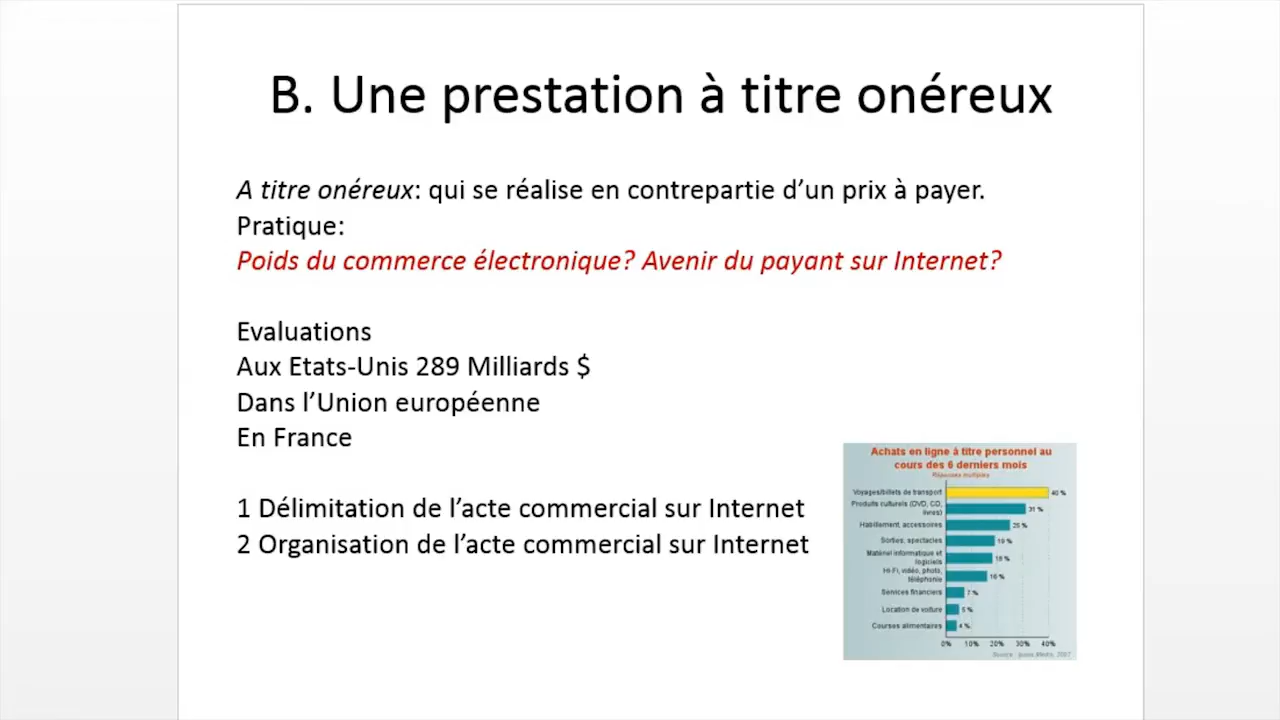 B. Une prestation à titre onéreux
A titre onéreux: qui se réalise en contrepartie d’un prix à payer.
Pratique:
Poids du commerce électronique? Avenir du payant sur Internet?
Evaluations
Aux Etats-Unis 289 Milliards $
Dans l’Union européenne
En France
1 Délimitation de l’acte commercial sur Internet
2 Organisation de l’acte commercial sur Internet
Achats en ligne à titre personnel au
cours des 6 derniers mois
Réponses multiples
Voyages/billets de transport 40 %
Produits culturels (DVD, CD,
livres) 31 %
Habillement, accessoires 25 %
Sorties, spectacles 19 %
Matériel informatique et
logiciels 18 %
Hi-Fi, vidéo, photo,
téléphonie 16 %
Services financiers 7 %
Location de voiture 5 %
Courses alimentaires 4 %
0% 10% 20% 30% 40%
Source : 2007